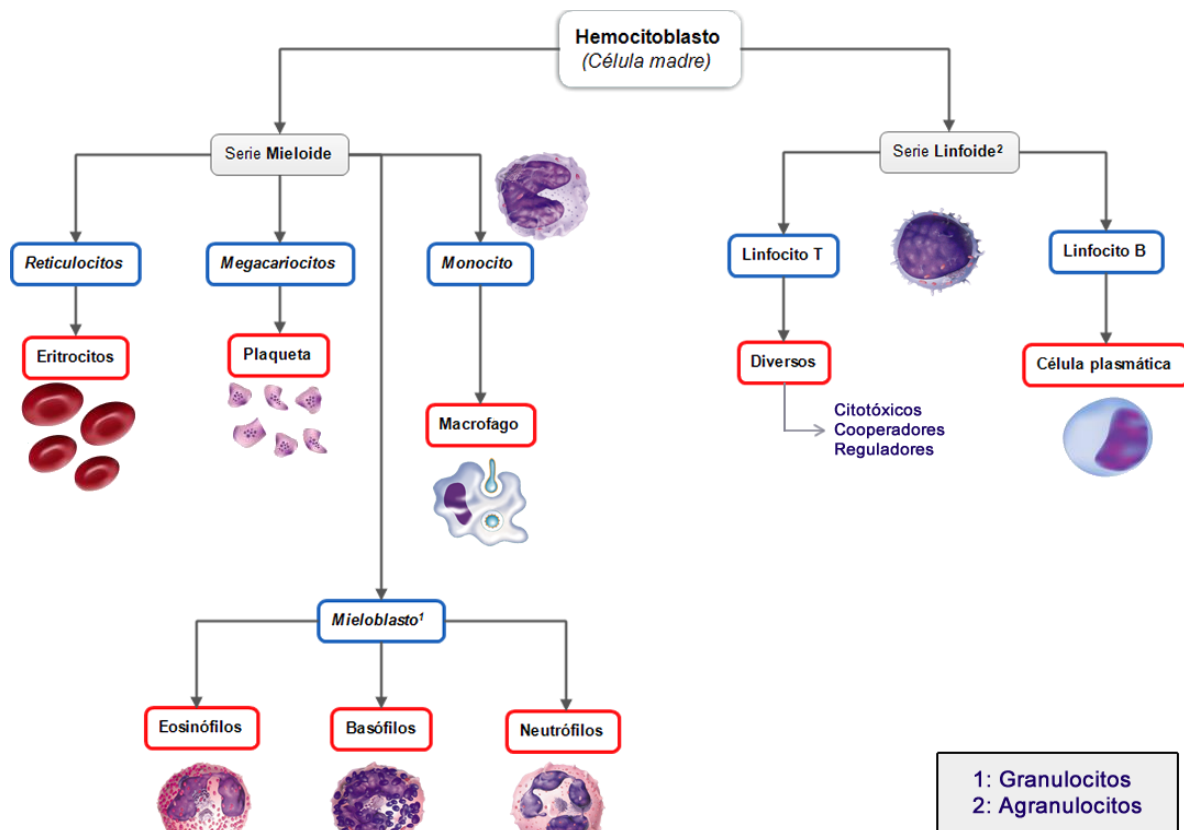 Hemocitoblasto
(Célula madre)
Serie Mieloide
Serie Linfoide²
Reticulocitos
Megacariocitos
Monocito
Linfocito T
Linfocito B
Eritrocitos
Plaqueta
Diversos
Célula plasmática
Macrofago
Citotóxicos
Cooperadores
Reguladores
Mieloblasto¹
Eosinófilos
Basófilos
Neutrófilos
1: Granulocitos
2: Agranulocitos